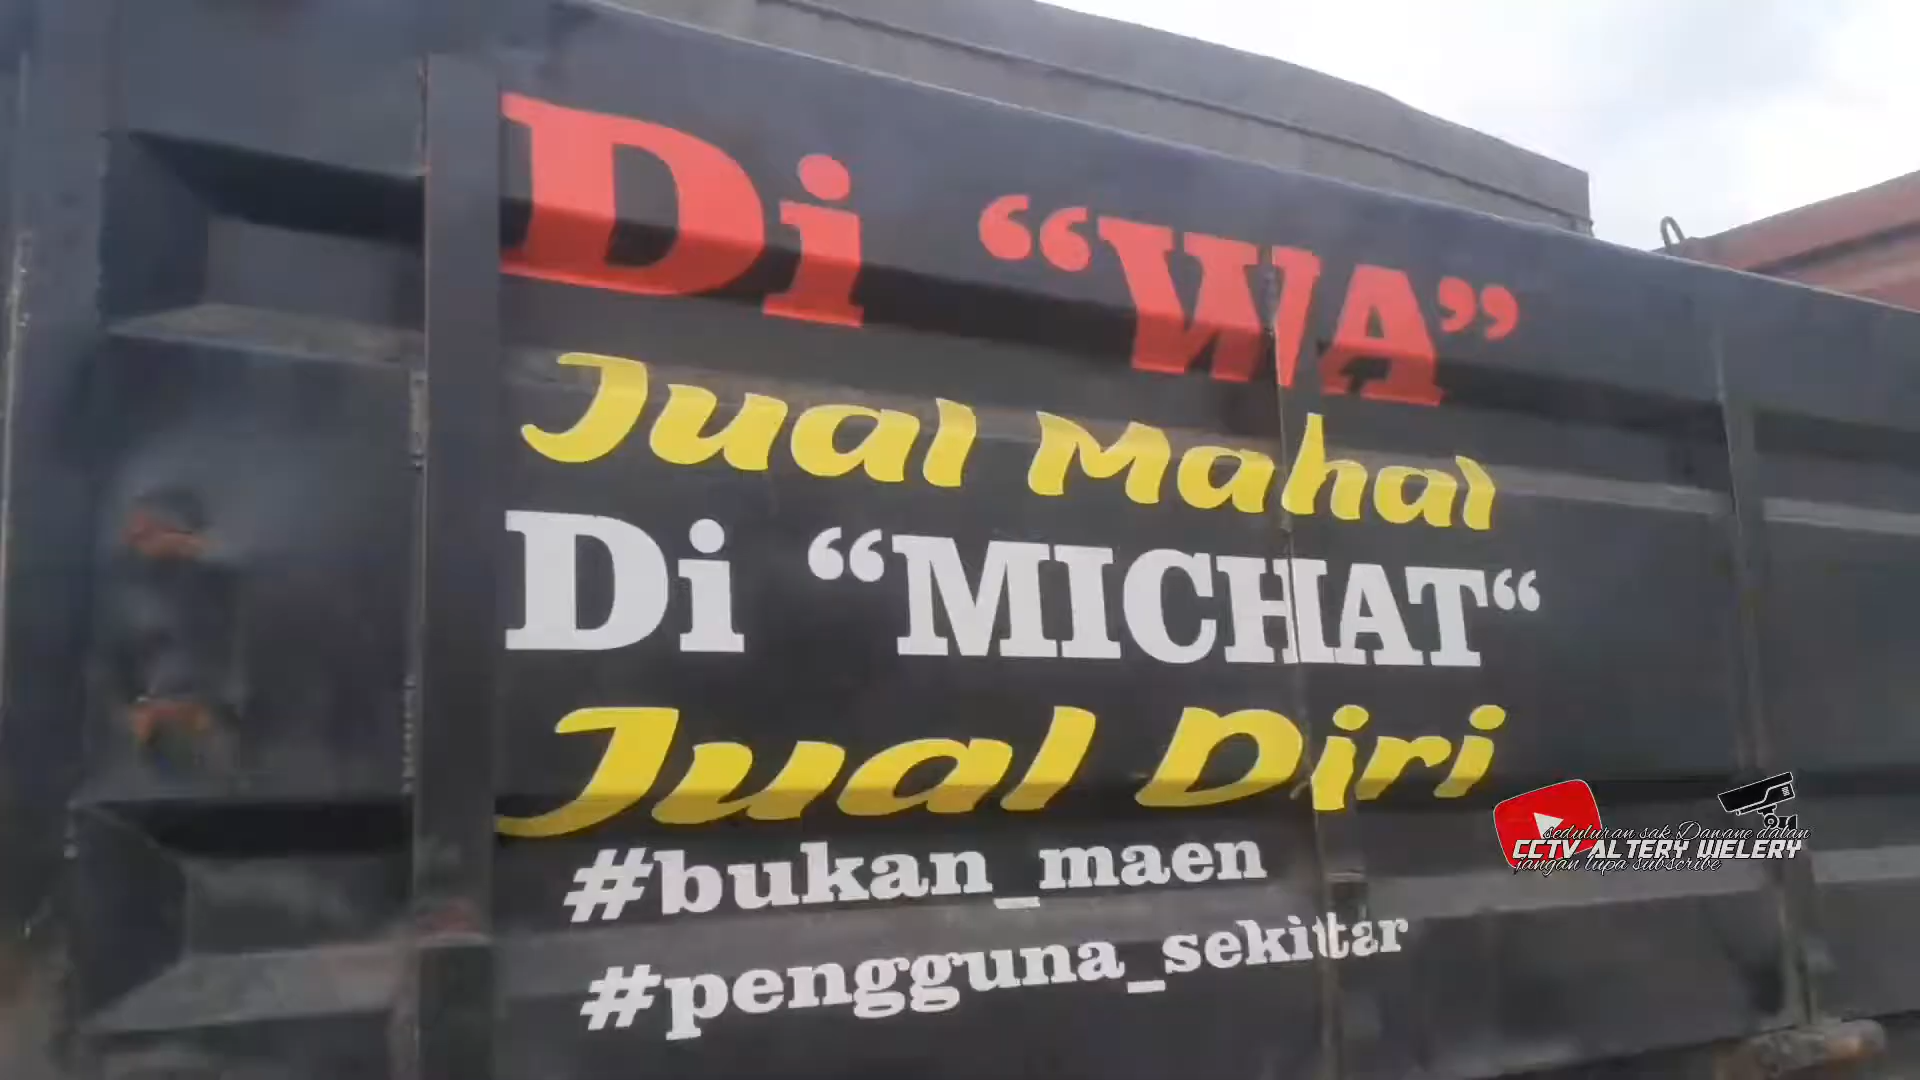 Di “WA”
Jual Mahal
Di “MICHAT“
Jual Diri
#bukan_maen
#pengguna_sekitar
seduluran sak Dawane dalan
CCTV ALTERY WELERY
jangan lupa subscribe